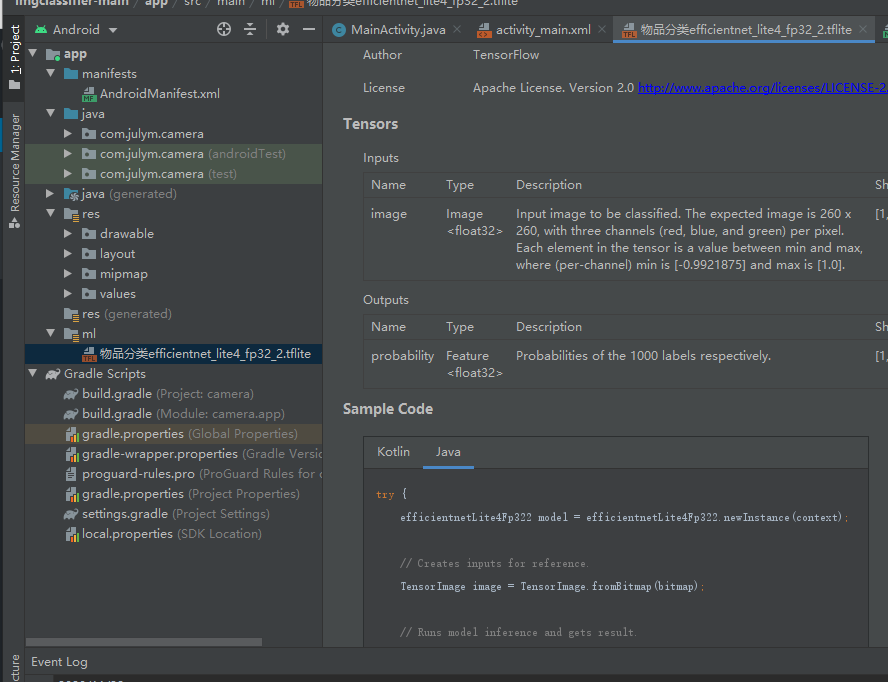 imgclassifier-main / app / src / main / ml / 物品分类efficientnet_lite4_fp32_2.tflite
Android
MainActivity.java
activity_main.xml
物品分类efficientnet_lite4_fp32_2.tflite
1: Project
Resource Manager
app
manifests
AndroidManifest.xml
java
com.julym.camera
com.julym.camera (androidTest)
com.julym.camera (test)
java (generated)
res
drawable
layout
mipmap
values
res (generated)
ml
物品分类efficientnet_lite4_fp32_2.tflite
Gradle Scripts
build.gradle (Project: camera)
build.gradle (Module: camera.app)
gradle.properties (Global Properties)
gradle-wrapper.properties (Gradle Versio
proguard-rules.pro (ProGuard Rules for c
gradle.properties (Project Properties)
settings.gradle (Project Settings)
local.properties (SDK Location)
Author TensorFlow
License Apache License. Version 2.0 http://www.apache.org/licenses/LICENSE-2
Tensors
Inputs
Name Type Description Sh
image Image <float32> Input image to be classified. The expected image is 260 x
260, with three channels (red, blue, and green) per pixel.
Each element in the tensor is a value between min and max,
where (per-channel) min is [-0.9921875] and max is [1.0].
[1,
Outputs
Name Type Description Sh
probability Feature <float32> Probabilities of the 1000 labels respectively. [1,
Sample Code
Kotlin Java
try {
efficientnetLite4Fp322 model = efficientnetLite4Fp322.newInstance(context);
// Creates inputs for reference.
TensorImage image = TensorImage.fromBitmap(bitmap);
// Runs model inference and gets result.
Event Log